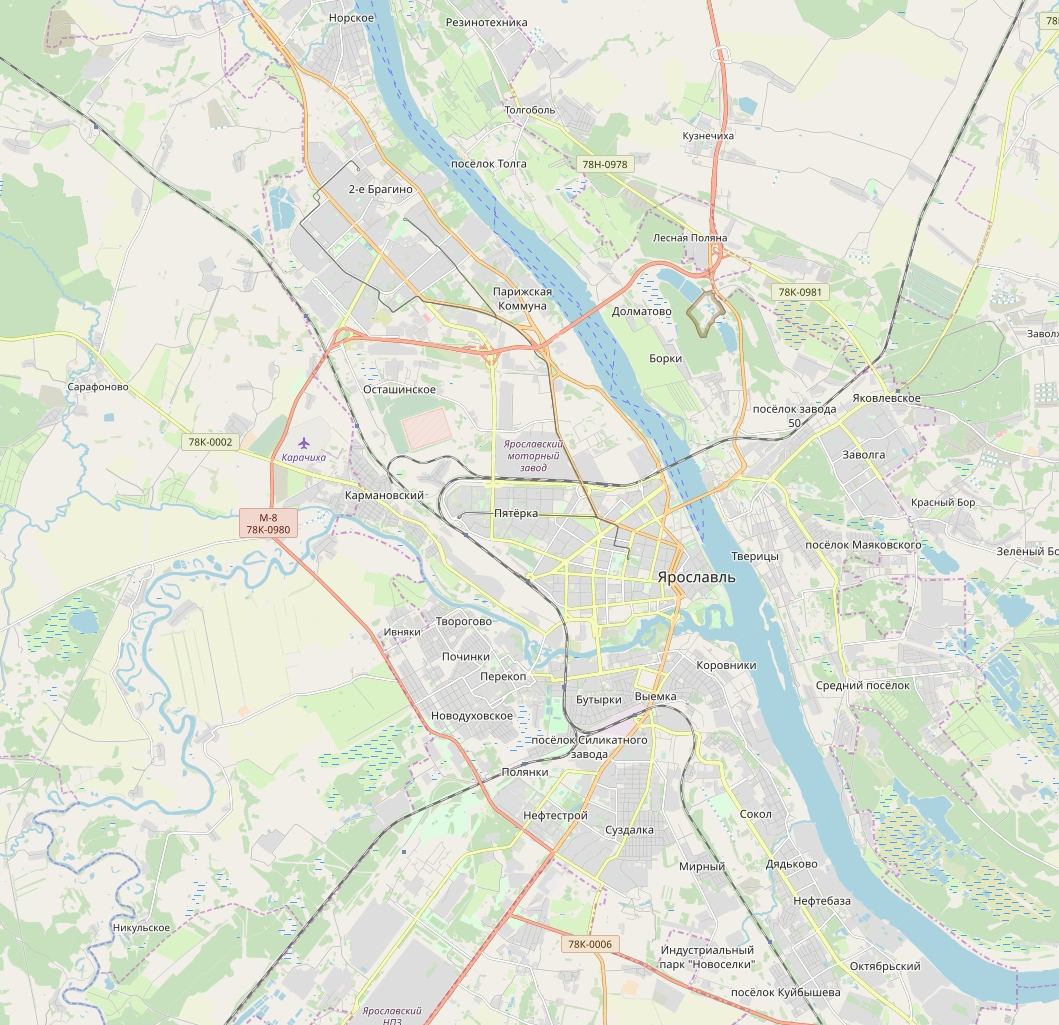 Норское
Резинотехника
78
Толгоболь
Кузнечиха
посёлок Толга
78Н-0978
2-е Брагино
Лесная Поляна
Парижская
Коммуна
78К-0981
Долматово
Заволж
Борки
Сарафоново
Осташинское
Яковлевское
посёлок завода
50
78К-0002
Карачиха
Ярославский
моторный
завод
Заволга
Кармановский
Красный Бор
Пятёрка
М-8
78К-0980
посёлок Маяковского
Зелёный Бо
Тверицы
Ярославль
Творогово
Ивняки
Починки
Коровники
Перекоп
Средний посёлок
Бутырки
Выемка
Новодуховское
посёлок Силикатного
завода
Полянки
Нефтестрой
Сокол
Суздалка
Мирный
Дядьково
Нефтебаза
Никульское
78К-0006
Индустриальный
парк "Новоселки"
Октябрьский
посёлок Куйбышева
Ярославский
НПЗ